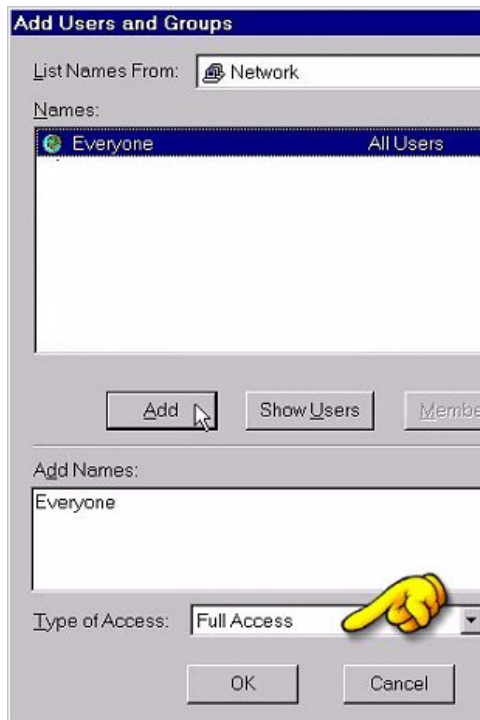 Add Users and Groups
List Names From: Network
Names:
Everyone All Users
Add Show Users Membe
Add Names:
Everyone
Type of Access: Full Access
OK Cancel